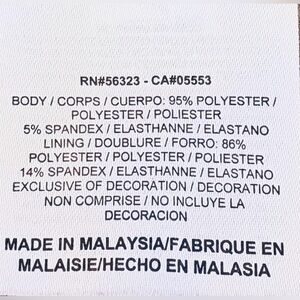 RN#56323 - CA#05553
BODY / CORPS / CUERPO: 95% POLYESTER /
POLYESTER / POLIESTER
5% SPANDEX / ELASTHANNE / ELASTANO
LINING / DOUBLURE / FORRO: 86%
POLYESTER / POLYESTER / POLIESTER
14% SPANDEX / ELASTHANNE / ELASTANO
EXCLUSIVE OF DECORATION / DECORATION
NON COMPRISE / NO INCLUYE LA
DECORACION
MADE IN MALAYSIA/FABRIQUE EN
MALAISIE/HECHO EN MALASIA